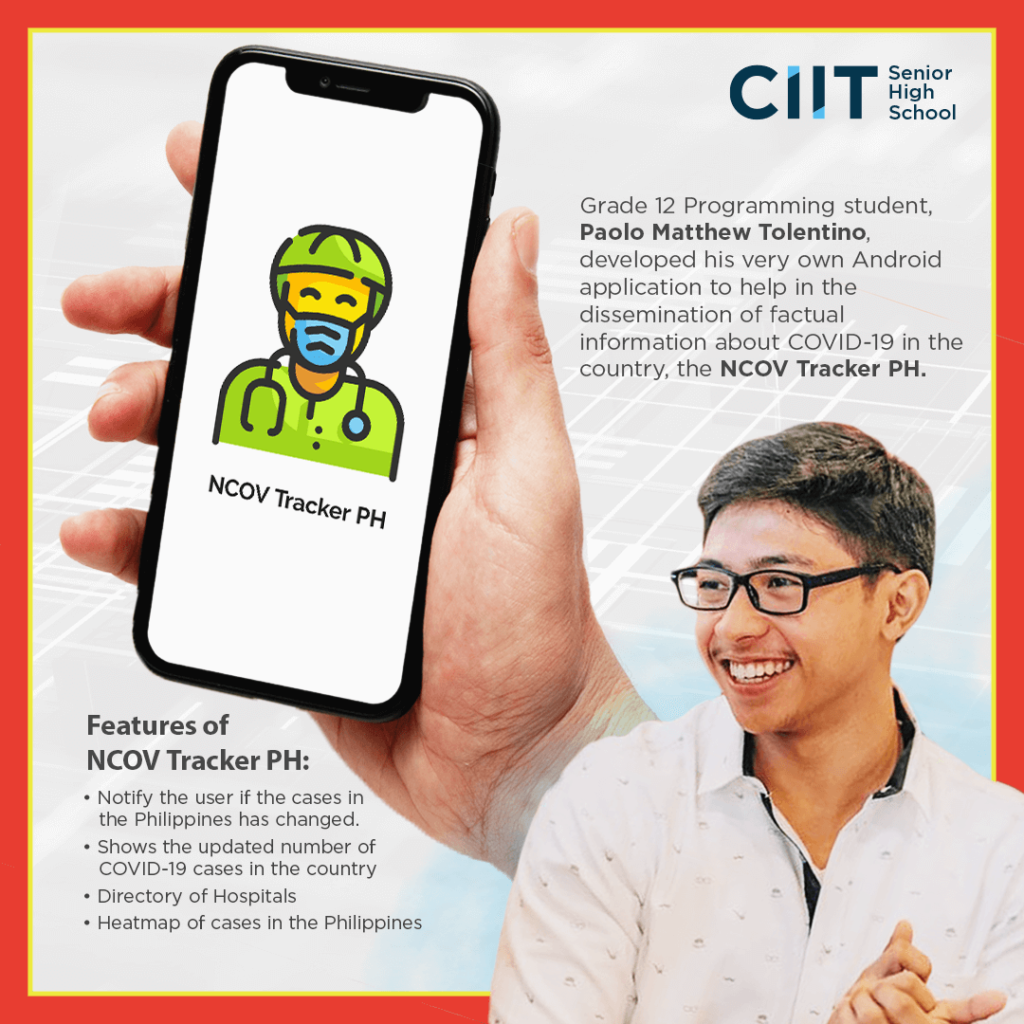 CIIT Senior
High
School
Grade 12 Programming student,
Paolo Matthew Tolentino,
developed his very own Android
application to help in the
dissemination of factual
information about COVID-19 in the
country, the NCOV Tracker PH.
NCOV Tracker PH
Features of
NCOV Tracker PH:
• Notify the user if the cases in
the Philippines has changed.
• Shows the updated number of
COVID-19 cases in the country
• Directory of Hospitals
• Heatmap of cases in the Philippines